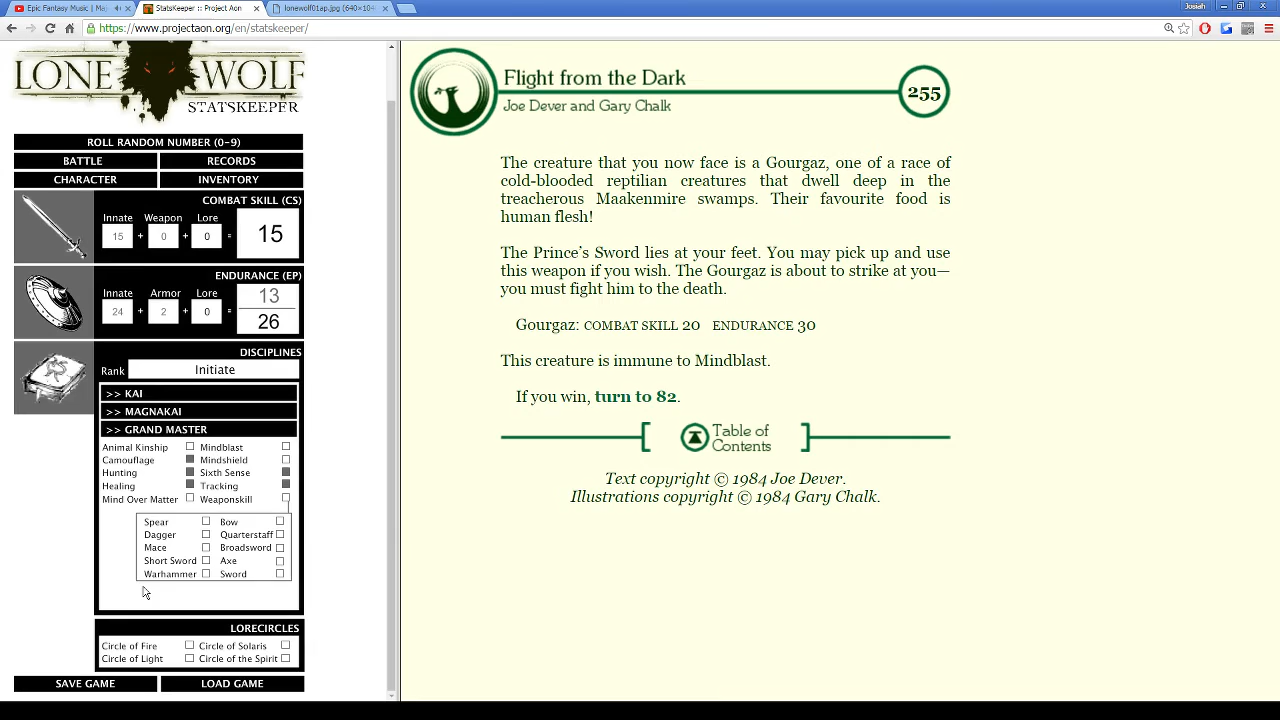 Epic Fantasy Music | Ma
StatsKeeper :: Project Aon
lonewolf01ap.jpg (640×104
Josiah
https://www.projectaon.org/en/statskeeper/
LONE WOLF
STATSKEEPER
ROLL RANDOM NUMBER (0-9)
BATTLE RECORDS
CHARACTER INVENTORY
COMBAT SKILL (CS)
Innate Weapon Lore
15 + 0 + 0 = 15
ENDURANCE (EP)
Innate Armor Lore
24 + 2 + 0 = 13
26
DISCIPLINES
Rank Initiate
>> KAI
>> MAGNAKAI
>> GRAND MASTER
Animal Kinship Mindblast
Camouflage Mindshield
Hunting Sixth Sense
Healing Tracking
Mind Over Matter Weaponskill
Spear Bow
Dagger Quarterstaff
Mace Broadsword
Short Sword Axe
Warhammer Sword
LORECIRCLES
Circle of Fire Circle of Solaris
Circle of Light Circle of the Spirit
SAVE GAME LOAD GAME
Flight from the Dark
Joe Dever and Gary Chalk
255
The creature that you now face is a Gourgaz, one of a race of
cold-blooded reptilian creatures that dwell deep in the
treacherous Maakenmire swamps. Their favourite food is
human flesh!
The Prince's Sword lies at your feet. You may pick up and use
this weapon if you wish. The Gourgaz is about to strike at you—
you must fight him to the death.
Gourgaz: COMBAT SKILL 20 ENDURANCE 30
This creature is immune to Mindblast.
If you win, turn to 82.
Table of
Contents
Text copyright © 1984 Joe Dever.
Illustrations copyright © 1984 Gary Chalk.